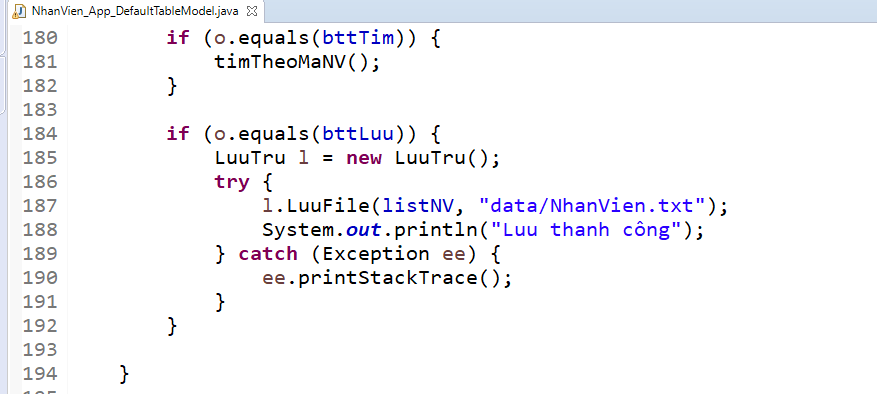 NhanVien_App_DefaultTableModel.java
180 if (o.equals(bttTim)) {
181 timTheoMaNV();
182 }
183
184 if (o.equals(bttLuu)) {
185 LuuTru l = new LuuTru();
186 try {
187 l.LuuFile(listNV, "data/NhanVien.txt");
188 System.out.println("Luu thanh công");
189 } catch (Exception ee) {
190 ee.printStackTrace();
191 }
192 }
193
194 }